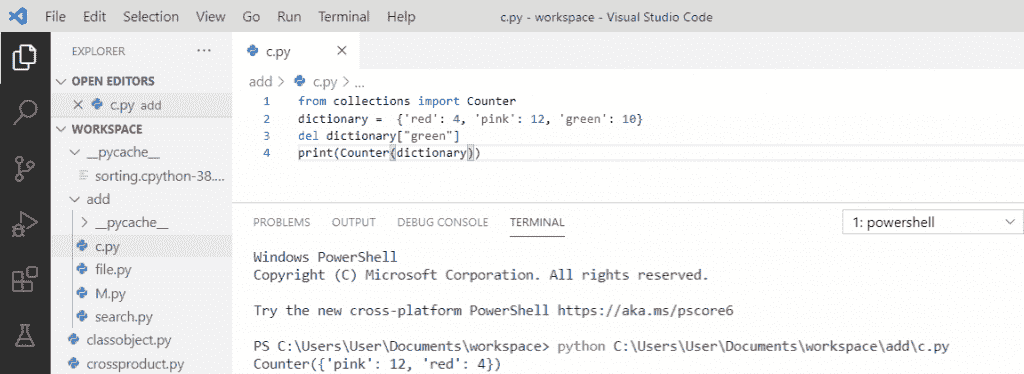 File Edit Selection View Go Run Terminal Help c.py - workspace - Visual Studio Code
EXPLORER ...
OPEN EDITORS
c.py add
WORKSPACE
__pycache__
sorting.cpython-38....
add
__pycache__
c.py
file.py
M.py
search.py
classobject.py
crossproduct.py
c.py
add > c.py > ...
1 from collections import Counter
2 dictionary =  {'red': 4, 'pink': 12, 'green': 10}
3 del dictionary["green"]
4 print(Counter(dictionary))
PROBLEMS OUTPUT DEBUG CONSOLE TERMINAL 1: powershell
Windows PowerShell
Copyright (C) Microsoft Corporation. All rights reserved.
Try the new cross-platform PowerShell https://aka.ms/pscore6
PS C:\Users\User\Documents\workspace> python C:\Users\User\Documents\workspace\add\c.py
Counter({'pink': 12, 'red': 4})